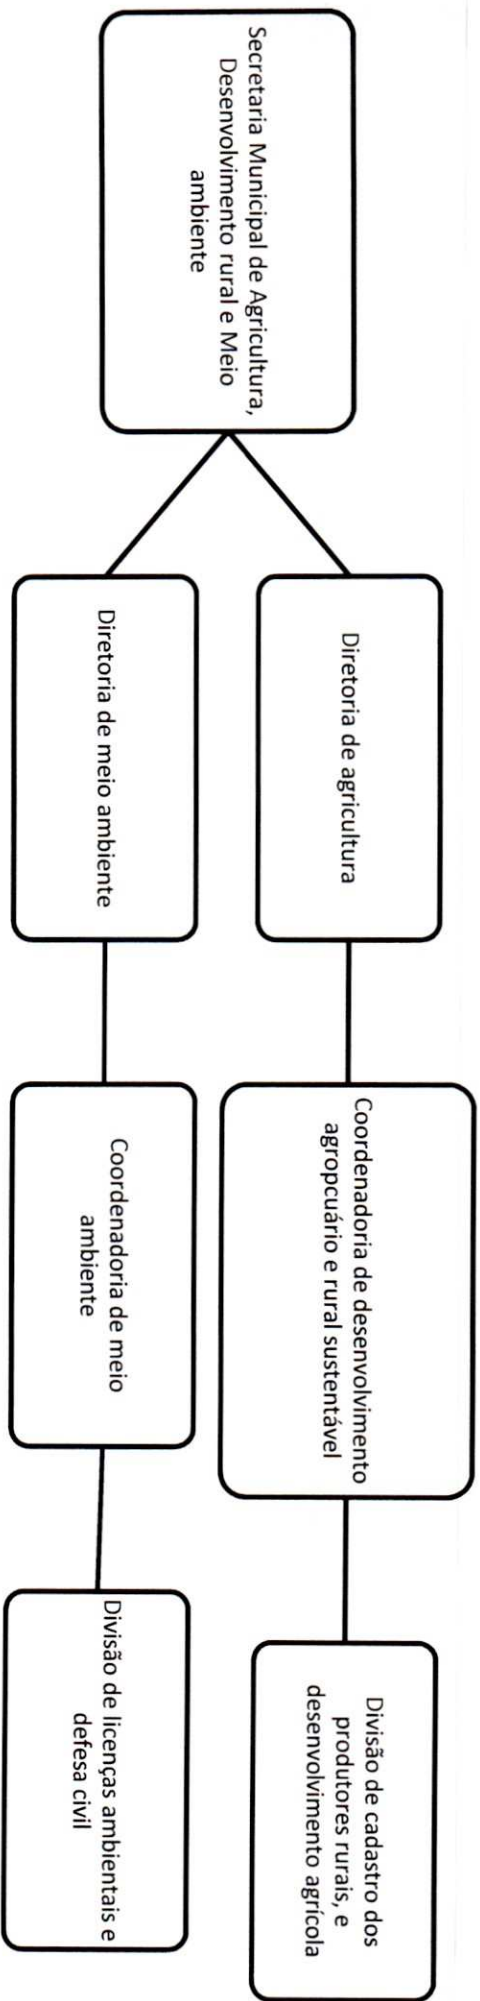 Secretaria Municipal de Agricultura,
Desenvolvimento rural e Meio
ambiente
Diretoria de agricultura
Coordenadoria de desenvolvimento
agropcuário e rural sustentável
Divisão de cadastro dos
produtores rurais, e
desenvolvimento agrícola
Diretoria de meio ambiente
Coordenadoria de meio
ambiente
Divisão de licenças ambientais e
defesa civil